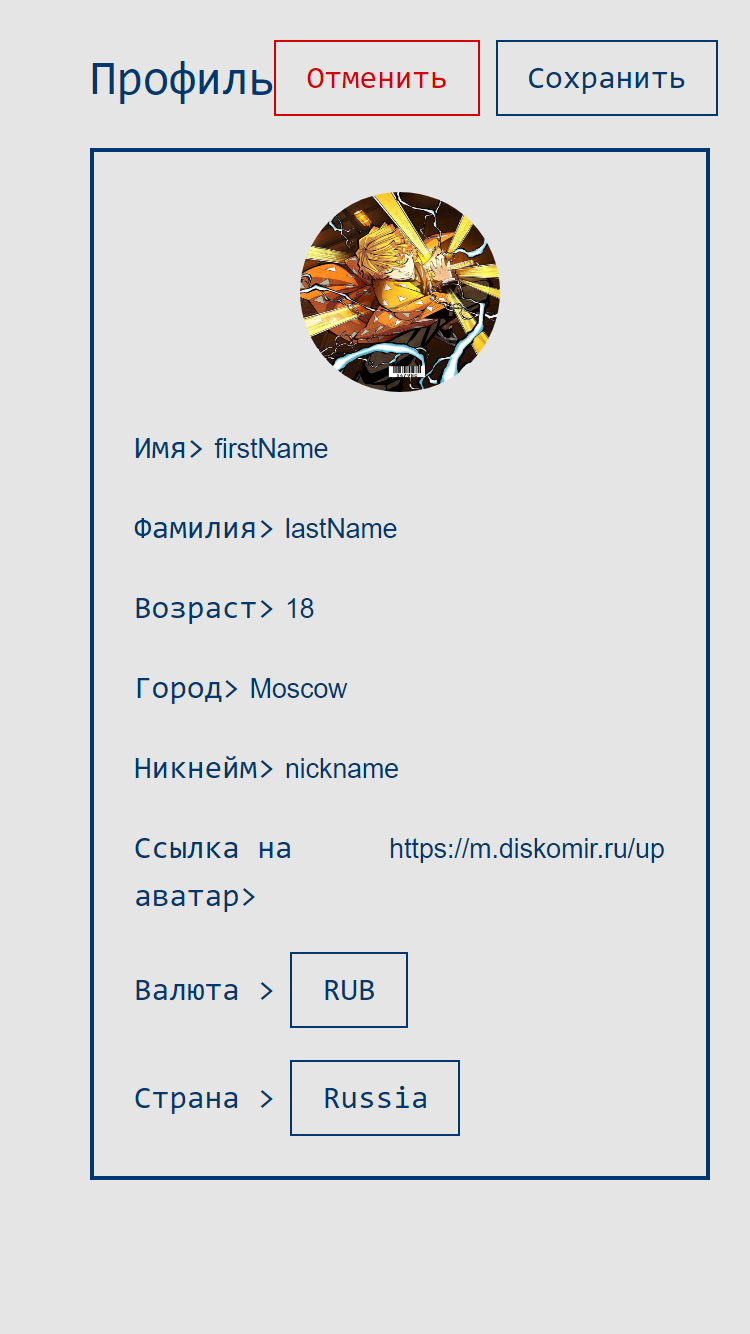 Профиль Отменить Сохранить
Имя> firstName
Фамилия> lastName
Возраст> 18
Город> Moscow
Никнейм> nickname
Ссылка на https://m.diskomir.ru/up
аватар>
Валюта > RUB
Страна > Russia